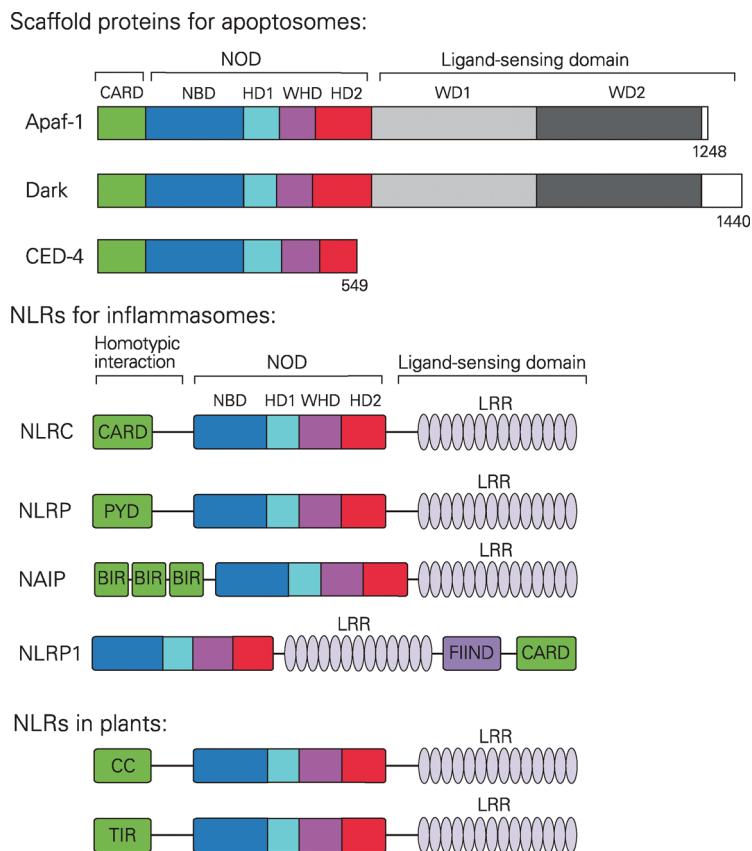 Scaffold proteins for apoptosomes:
NOD
Ligand-sensing domain
CARD NBD HD1 WHD HD2 WD1 WD2
Apaf-1
1248
Dark
1440
CED-4
549
NLRs for inflammasomes:
Homotypic
interaction
NOD
Ligand-sensing domain
NBD HD1 WHD HD2
LRR
NLRC CARD
LRR
NLRP PYD
LRR
NAIP BIR BIR BIR
LRR
NLRP1 FIIND CARD
NLRs in plants:
LRR
CC
LRR
TIR